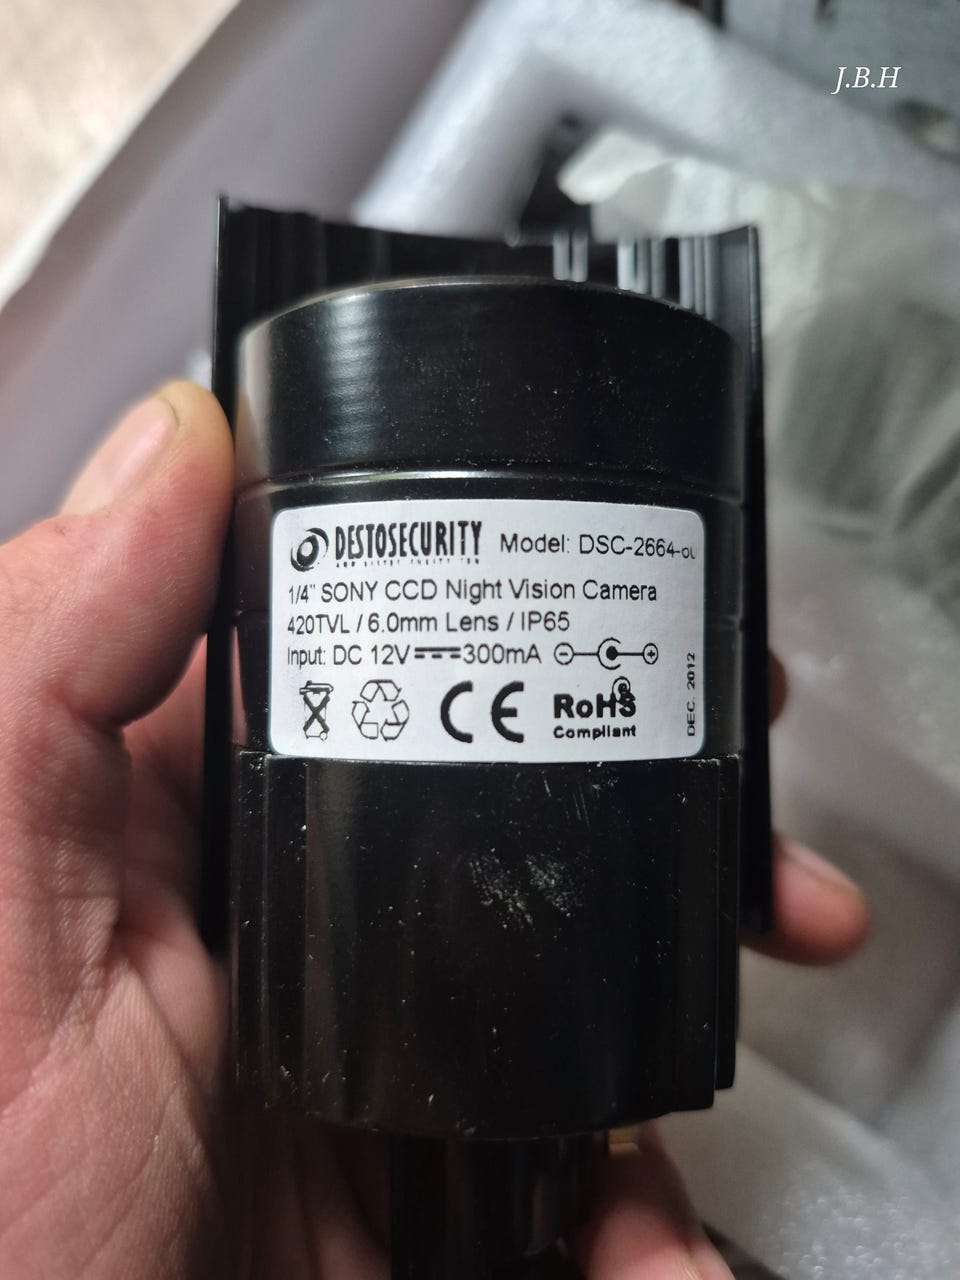 J.B.H
DESTOSECURITY Model: DSC-2664-
1/4" SONY CCD Night Vision Camera
420TVL / 6.0mm Lens / IP65
Input: DC 12V 300mA
CE RoHS
Compliant
DEC. 2012